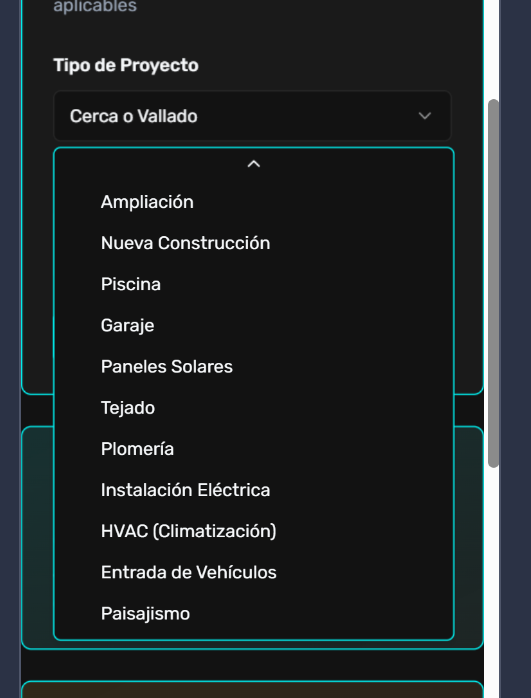 aplicables
Tipo de Proyecto
Cerca o Vallado
Ampliación
Nueva Construcción
Piscina
Garaje
Paneles Solares
Tejado
Plomería
Instalación Eléctrica
HVAC (Climatización)
Entrada de Vehículos
Paisajismo